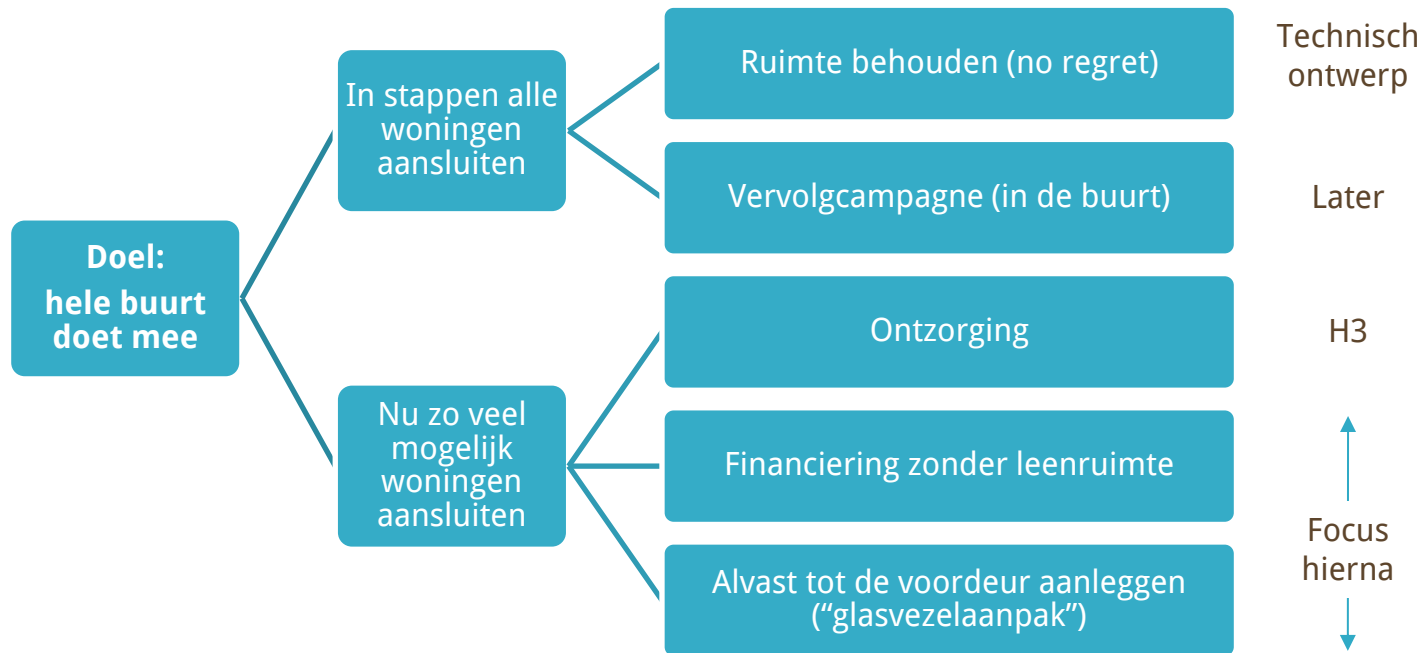 Doel:
hele buurt
doet mee
In stappen alle
woningen
aansluiten
Nu zo veel
mogelijk
woningen
aansluiten
Ruimte behouden (no regret)
Technisch
ontwerp
Vervolgcampagne (in de buurt)
Later
Ontzorging
H3
Financiering zonder leenruimte
Alvast tot de voordeur aanleggen
(“glasvezelaanpak”)
Focus
hierna